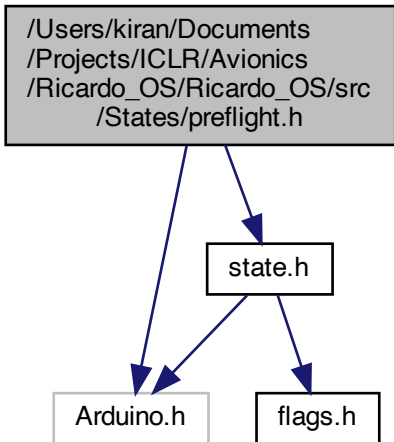 /Users/kiran/Documents
/Projects/ICLR/Avionics
/Ricardo_OS/Ricardo_OS/src
/States/preflight.h
state.h
Arduino.h
flags.h